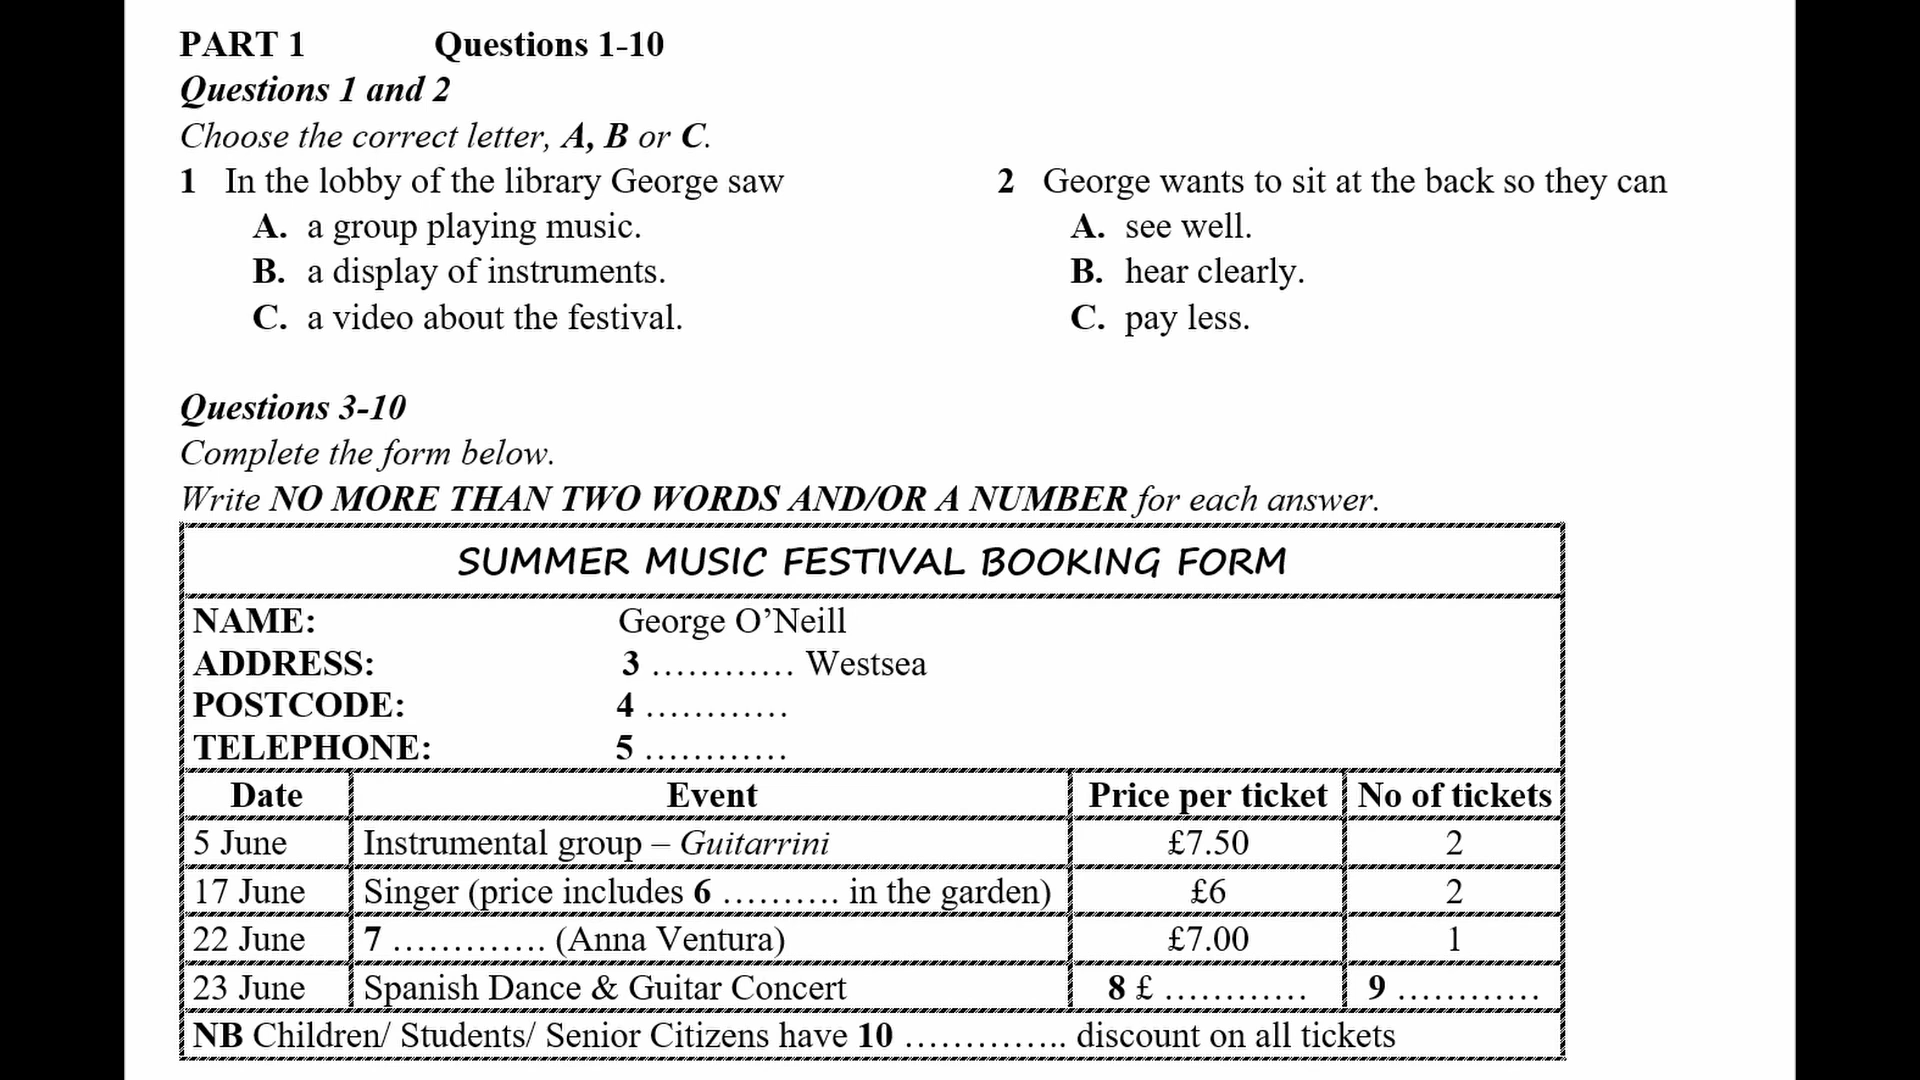 PART 1 Questions 1-10
Questions 1 and 2
Choose the correct letter, A, B or C.
1 In the lobby of the library George saw
A. a group playing music.
B. a display of instruments.
C. a video about the festival.
2 George wants to sit at the back so they can
A. see well.
B. hear clearly.
C. pay less.
Questions 3-10
Complete the form below.
Write NO MORE THAN TWO WORDS AND/OR A NUMBER for each answer.
SUMMER MUSIC FESTIVAL BOOKING FORM
NAME: George O’Neill
ADDRESS: 3 ………… Westsea
POSTCODE: 4 …………
TELEPHONE: 5 …………
Date Event Price per ticket No of tickets
5 June Instrumental group – Guitarrini £7.50 2
17 June Singer (price includes 6 ………. in the garden) £6 2
22 June 7 …………. (Anna Ventura) £7.00 1
23 June Spanish Dance & Guitar Concert 8 £ ………… 9 …………
NB Children/ Students/ Senior Citizens have 10 ………….. discount on all tickets